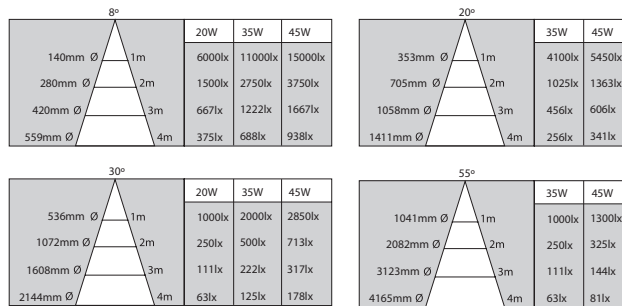 8º
20W 35W 45W
140mm Ø 1m 6000lx 11000lx 15000lx
280mm Ø 2m 1500lx 2750lx 3750lx
420mm Ø 3m 667lx 1222lx 1667lx
559mm Ø 4m 375lx 688lx 938lx
20º
35W 45W
353mm Ø 1m 4100lx 5450lx
705mm Ø 2m 1025lx 1363lx
1058mm Ø 3m 456lx 606lx
1411mm Ø 4m 256lx 341lx
30º
20W 35W 45W
536mm Ø 1m 1000lx 2000lx 2850lx
1072mm Ø 2m 250lx 500lx 713lx
1608mm Ø 3m 111lx 222lx 317lx
2144mm Ø 4m 63lx 125lx 178lx
55º
35W 45W
1041mm Ø 1m 1000lx 1300lx
2082mm Ø 2m 250lx 325lx
3123mm Ø 3m 111lx 144lx
4165mm Ø 4m 63lx 81lx